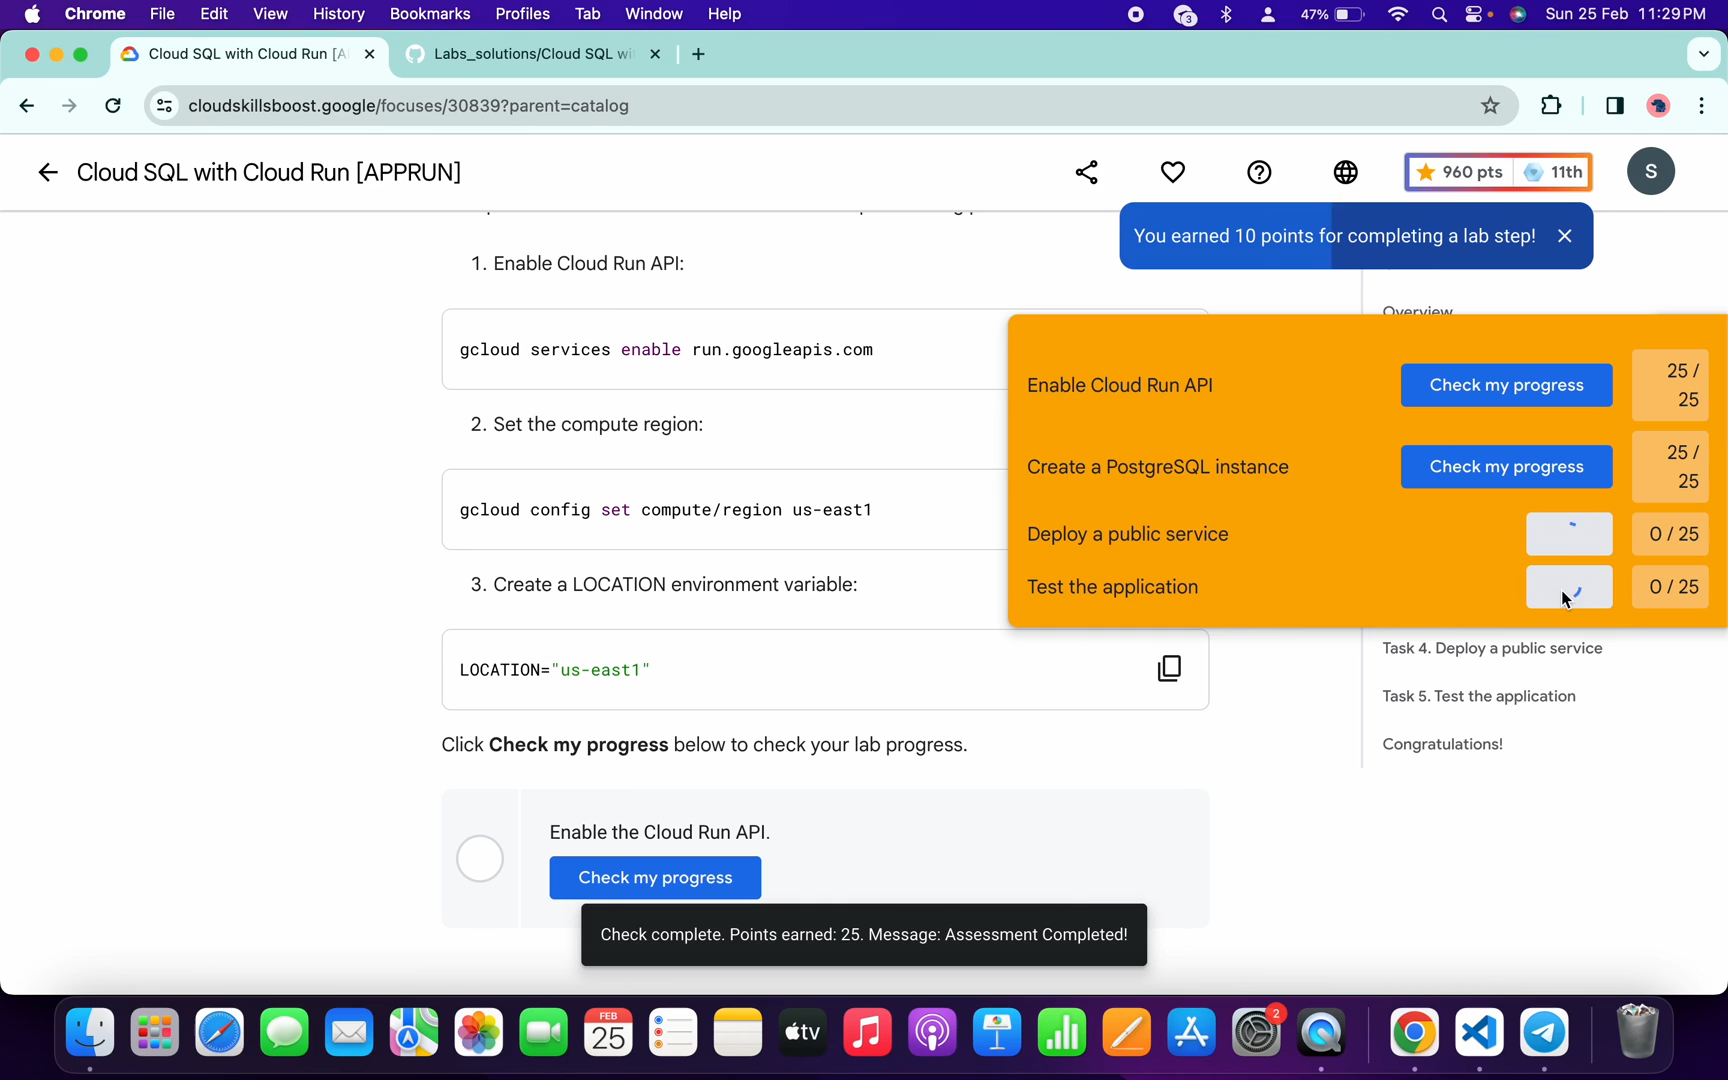 Chrome File Edit View History Bookmarks Profiles Tab Window Help 3 47% Sun 25 Feb 11:29 PM
Cloud SQL with Cloud Run [A Labs_solutions/Cloud SQL wi
cloudskillsboost.google/focuses/30839?parent=catalog
Cloud SQL with Cloud Run [APPRUN] 960 pts 11th S
You earned 10 points for completing a lab step!
1. Enable Cloud Run API:
Overview
gcloud services enable run.googleapis.com
Enable Cloud Run API Check my progress 25 /
25
2. Set the compute region:
Create a PostgreSQL instance Check my progress 25 /
25
gcloud config set compute/region us-east1
Deploy a public service 0 / 25
3. Create a LOCATION environment variable:
Test the application 0 / 25
Task 4. Deploy a public service
LOCATION="us-east1"
Task 5. Test the application
Click Check my progress below to check your lab progress.
Congratulations!
Enable the Cloud Run API.
Check my progress
Check complete. Points earned: 25. Message: Assessment Completed!
FEB
25
tv
2